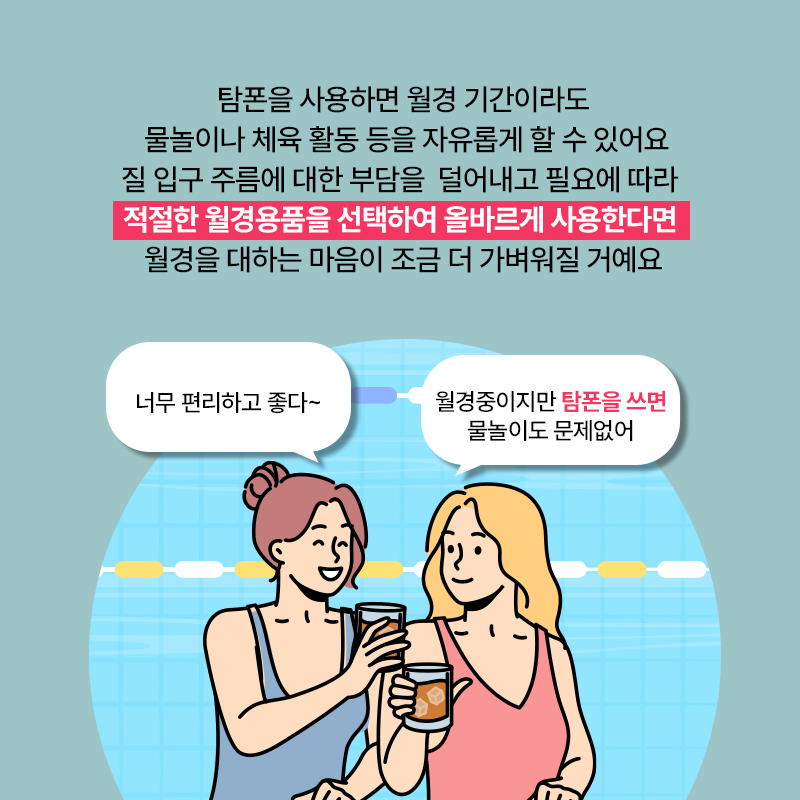 탐폰을 사용하면 월경 기간이라도
물놀이나 체육 활동 등을 자유롭게 할 수 있어요
질 입구 주름에 대한 부담을 덜어내고 필요에 따라
적절한 월경용품을 선택하여 올바르게 사용한다면
월경을 대하는 마음이 조금 더 가벼워질 거예요
너무 편리하고 좋다~
월경중이지만 탐폰을 쓰면
물놀이도 문제없어